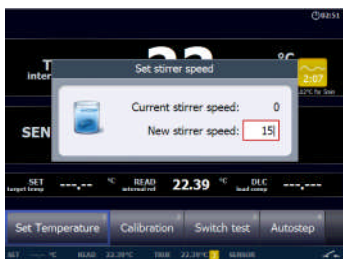 02:51
T
inter
°C
Set stirrer speed
2:07
Current stirrer speed: 0
New stirrer speed: 15
SEN
SET
target temp
---.--
°C
READ
internal ref
22.39
°C
DLC
load comp
---.--
Set Temperature
Calibration
Switch test
Autostep
SET ---.-- °C READ 22.39°C TRUE 22.39°C SENSOR